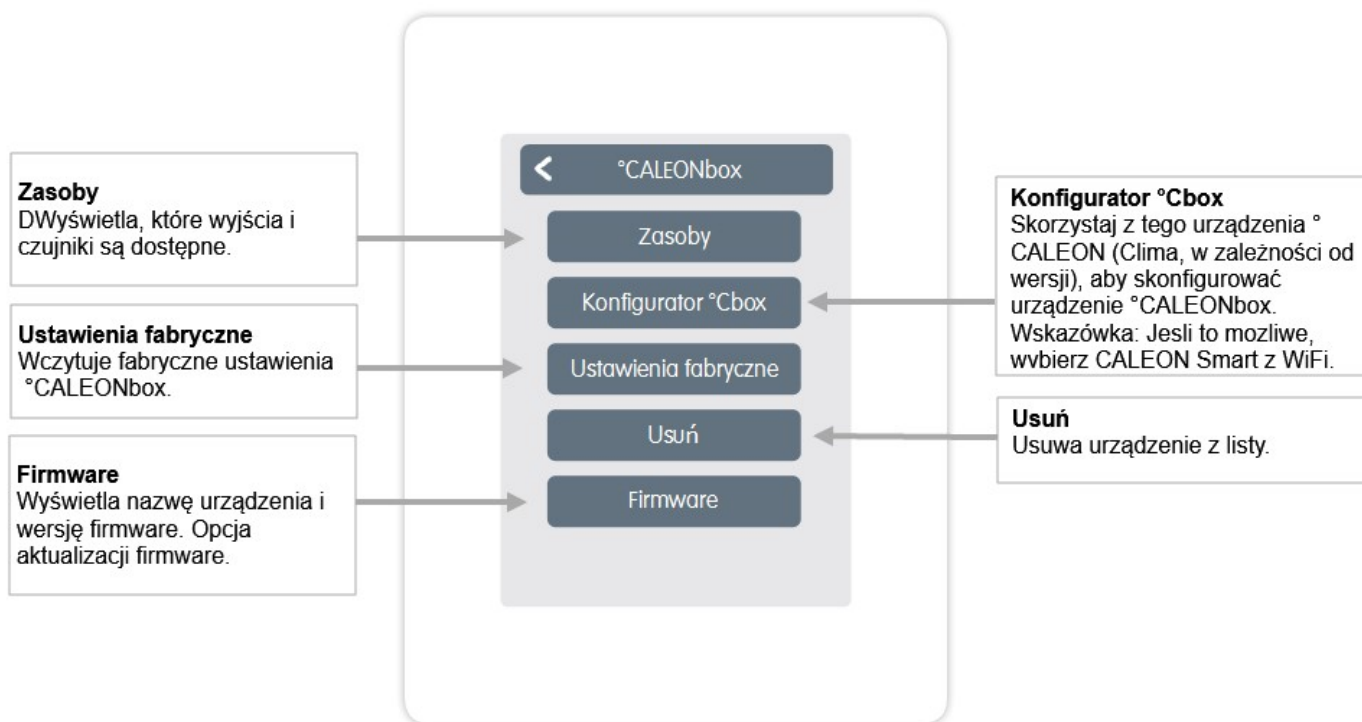 Zasoby
DWyświetla, które wyjścia i
czujniki są dostępne.
Ustawienia fabryczne
Wczytuje fabryczne ustawienia
°CALEONbox.
Firmware
Wyświetla nazwę urządzenia i
wersję firmware. Opcja
aktualizacji firmware.
°CALEONbox
Zasoby
Konfigurator °Cbox
Ustawienia fabryczne
Usuń
Firmware
Konfigurator °Cbox
Skorzystaj z tego urządzenia °
CALEON (Clima, w zależności od
wersji), aby skonfigurować
urządzenie °CALEONbox.
Wskazówka: Jesli to mozliwe,
wybierz CALEON Smart z WiFi.
Usuń
Usuwa urządzenie z listy.